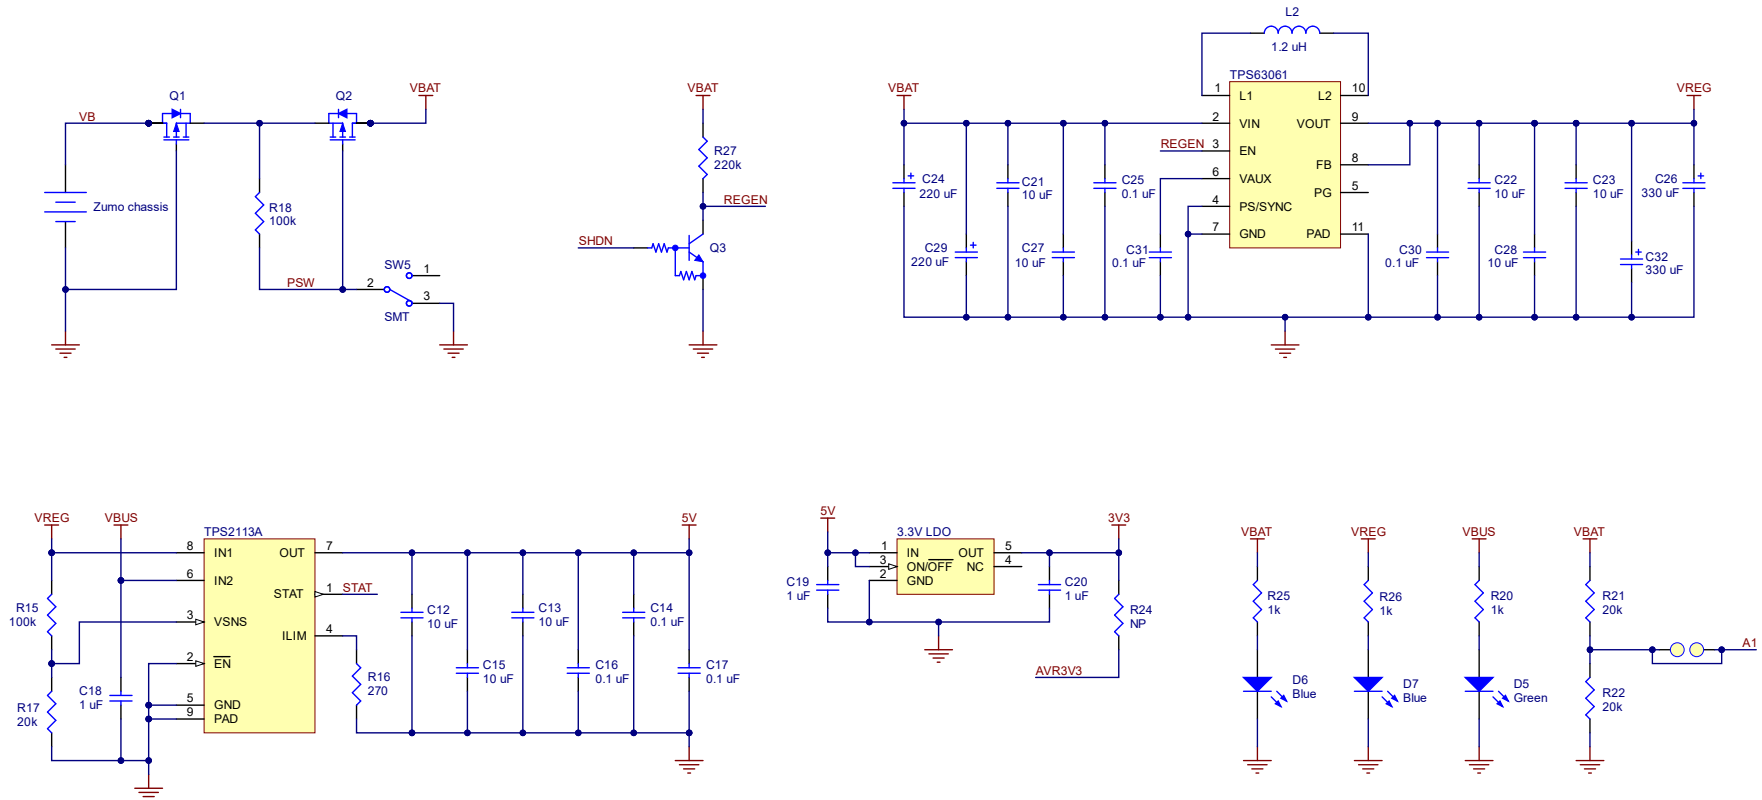 VB
Q1
Q2
VBAT
Zumo chassis
R18
100k
PSW
SW5
2
1
3
SMT
VBAT
R27
220k
REGEN
SHDN
Q3
L2
1.2 uH
TPS63061
VBAT
VREG
1 L1 L2 10
2 VIN VOUT 9
REGEN 3 EN
FB 8
6 VAUX
PG 5
4 PS/SYNC
7 GND PAD 11
C24
220 uF
+
C29
220 uF
+
C21
10 uF
C27
10 uF
C25
0.1 uF
C31
0.1 uF
C30
0.1 uF
C22
10 uF
C28
10 uF
C23
10 uF
C26
330 uF
+
C32
330 uF
+
VREG
VBUS
TPS2113A
5V
8 IN1 OUT 7
6 IN2
STAT 1 STAT
3 VSNS
ILIM 4
2 EN
5 GND
9 PAD
R15
100k
R17
20k
C18
1 uF
R16
270
C12
10 uF
C15
10 uF
C13
10 uF
C16
0.1 uF
C14
0.1 uF
C17
0.1 uF
5V
3.3V LDO
3V3
1 IN OUT 5
3 ON/OFF NC 4
2 GND
C19
1 uF
C20
1 uF
R24
NP
AVR3V3
VBAT
R25
1k
D6
Blue
VREG
R26
1k
D7
Blue
VBUS
R20
1k
D5
Green
VBAT
R21
20k
A1
R22
20k